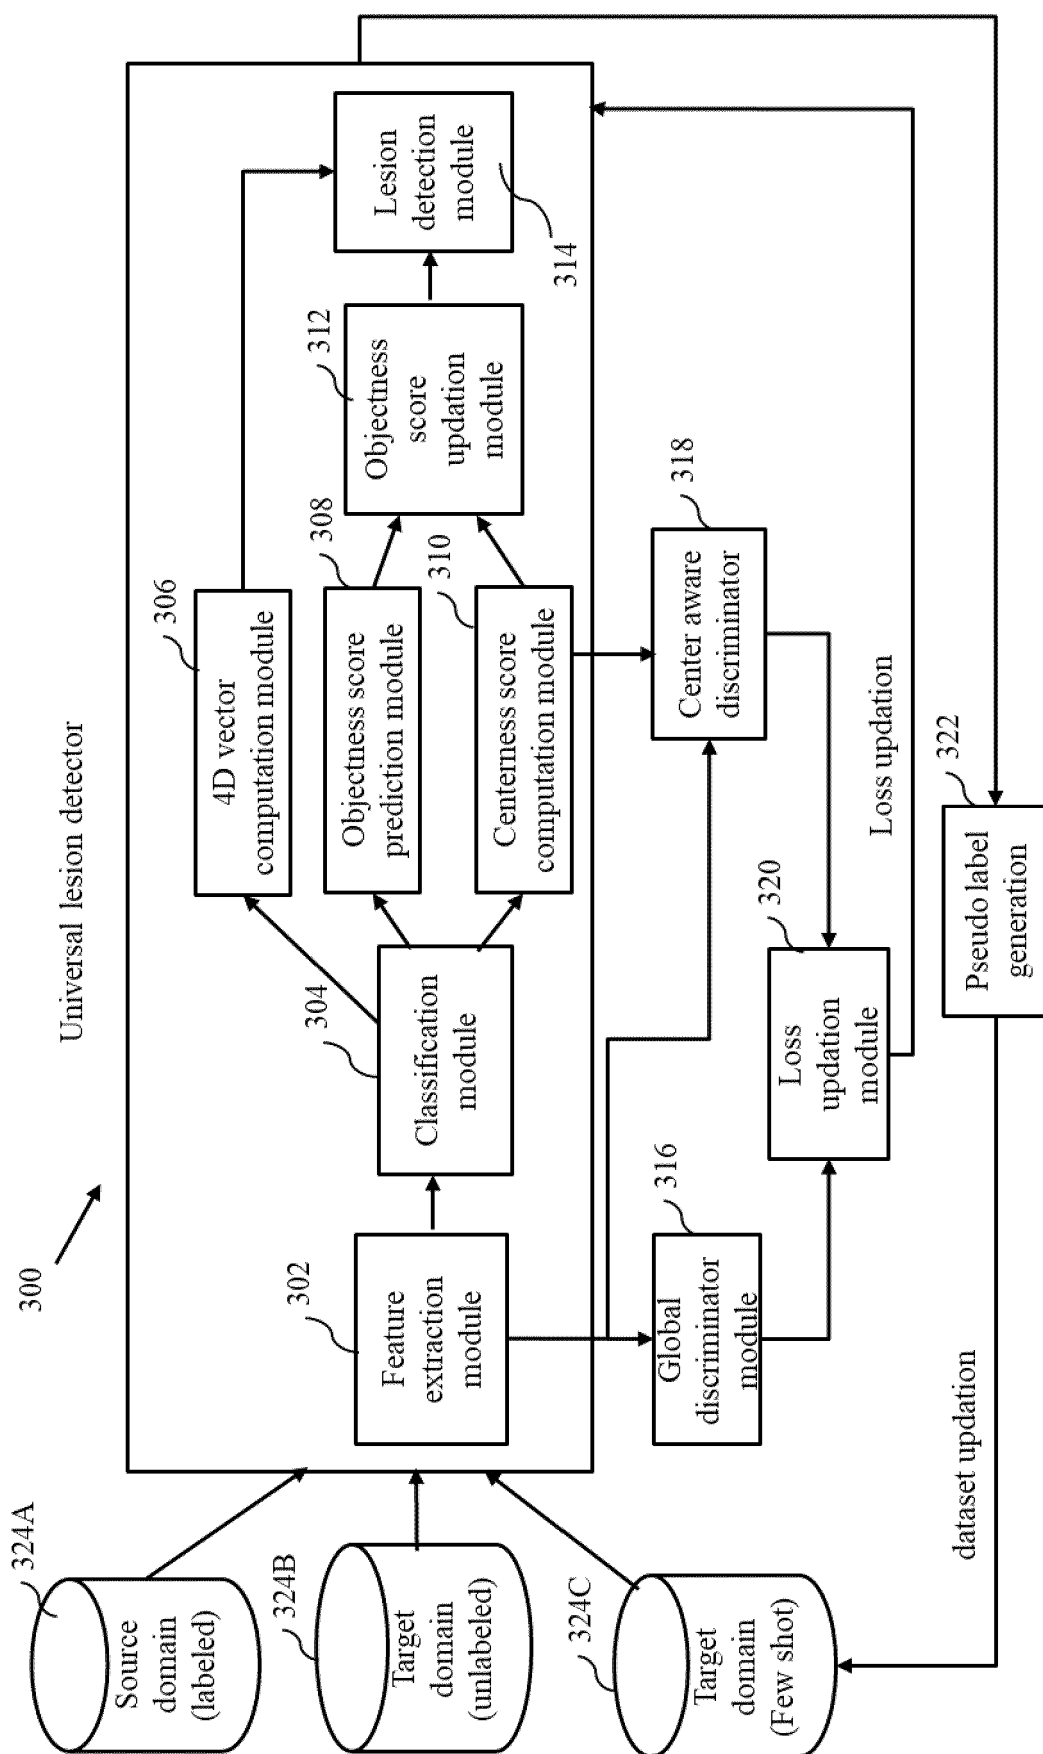 300
Universal lesion detector
324A
Source
domain
(labeled)
324B
Target
domain
(unlabeled)
324C
Target
domain
(Few shot)
302
Feature
extraction
module
304
Classification
module
306
4D vector
computation module
308
Objectness score
prediction module
310
Centerness score
computation module
312
Objectness
score
updation
module
Lesion
detection
module
314
316
Global
discriminator
module
318
Center aware
discriminator
320
Loss
updation
module
Loss updation
322
Pseudo label
generation
dataset updation